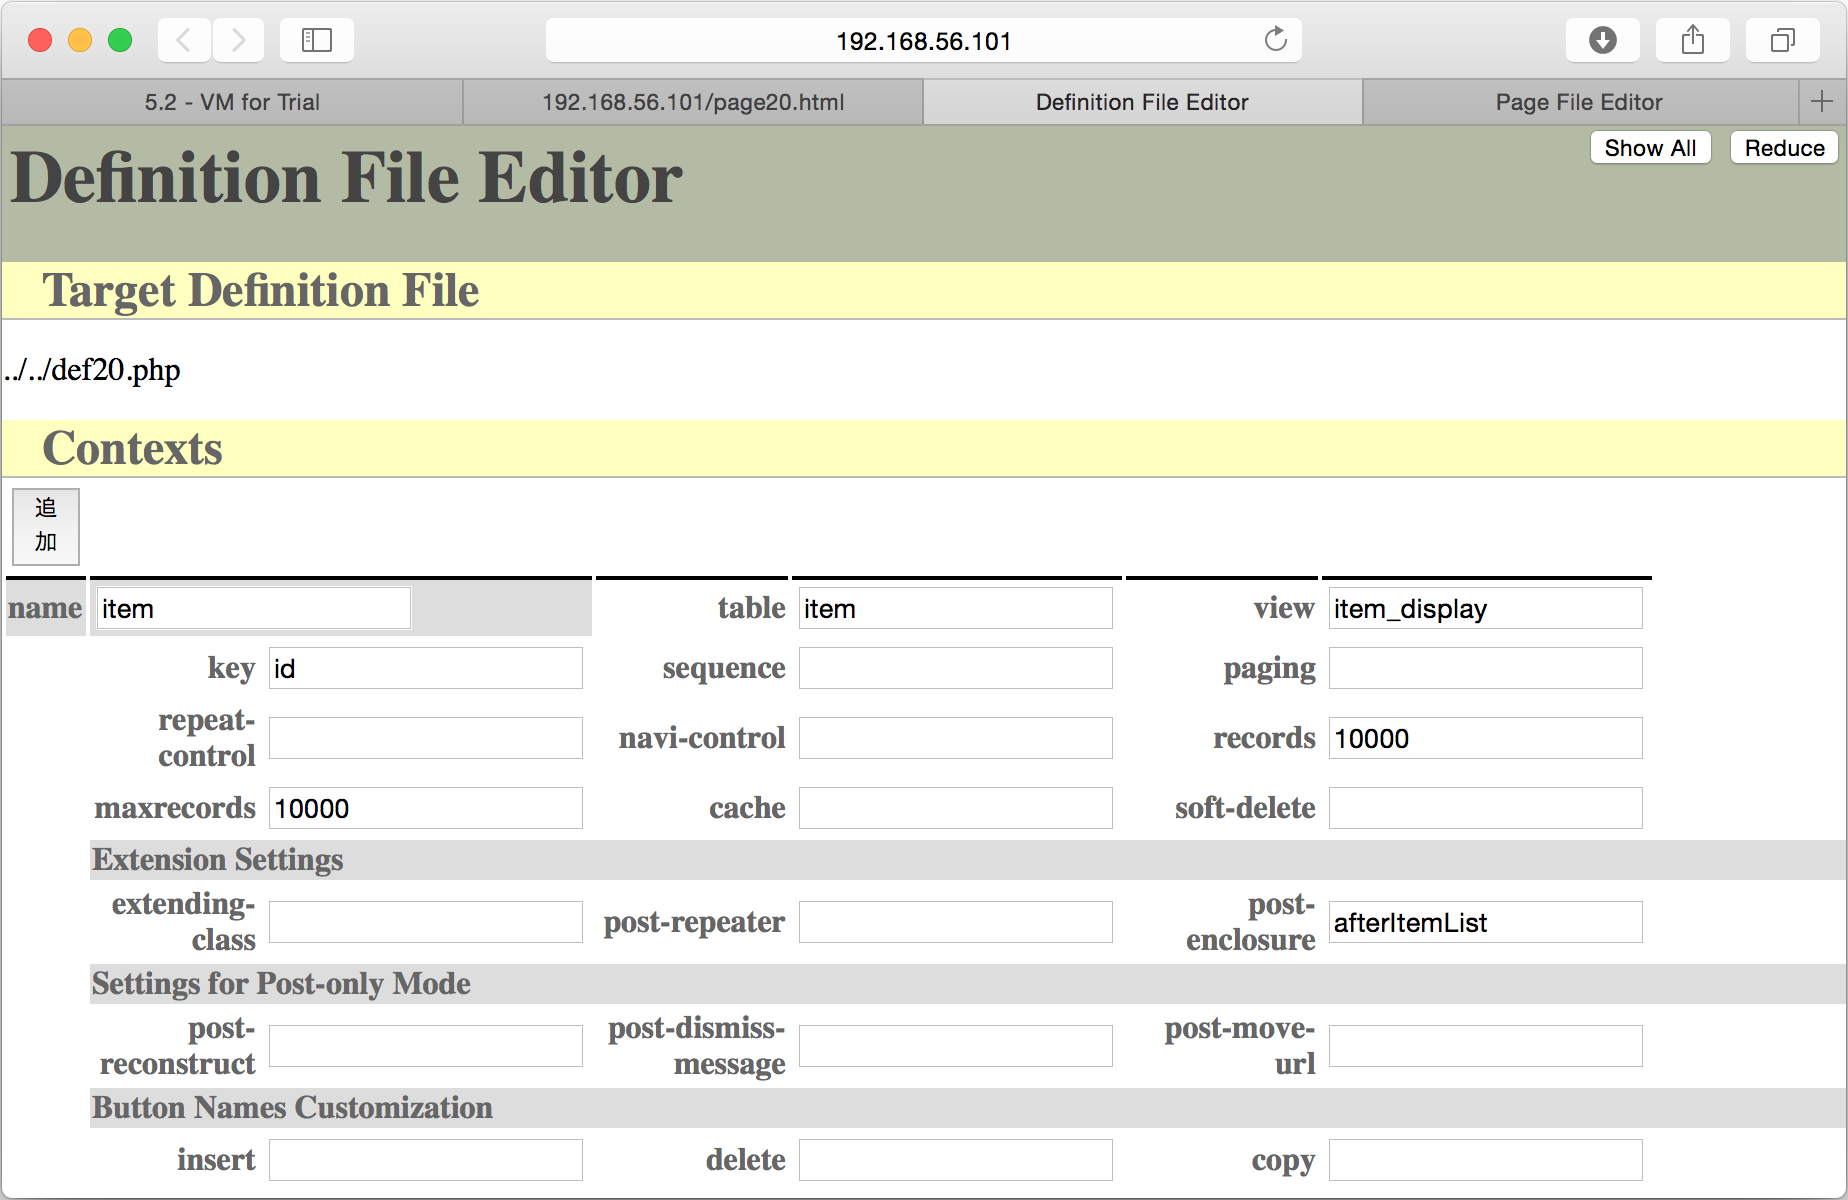 192.168.56.101
5.2 - VM for Trial
192.168.56.101/page20.html
Definition File Editor
Page File Editor
Show All
Reduce
Definition File Editor
Target Definition File
../../def20.php
Contexts
追
加
name item table item view item_display
key id sequence paging
repeat-
control navi-control records 10000
maxrecords 10000 cache soft-delete
Extension Settings
extending-
class post-repeater post-
enclosure afterItemList
Settings for Post-only Mode
post-
reconstruct post-dismiss-
message post-move-
url
Button Names Customization
insert delete copy